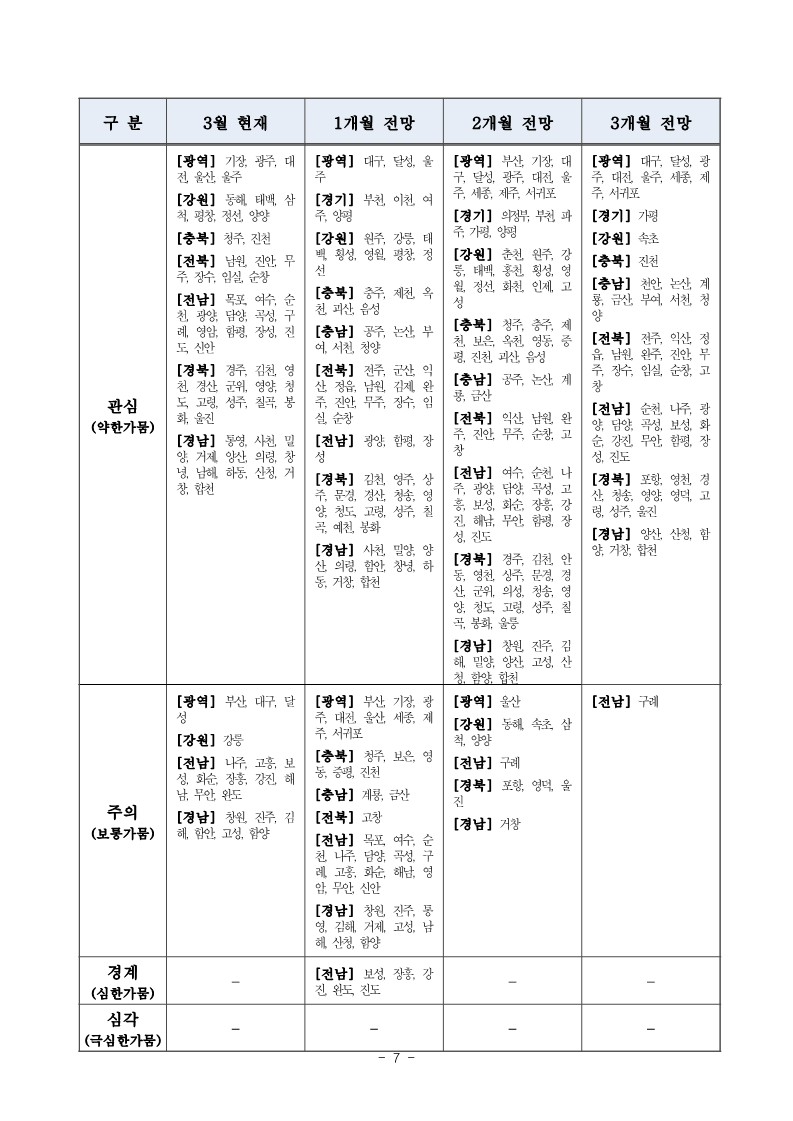 구 분
3월 현재
1개월 전망
2개월 전망
3개월 전망
관심
(약한가뭄)
[광역] 기장, 광주, 대
전, 울산, 울주
[강원] 동해, 태백, 삼
척, 평창, 정선, 양양
[충북] 청주, 진천
[전북] 남원, 진안, 무
주, 장수, 임실, 순창
[전남] 목포, 여수, 순
천, 광양, 담양, 곡성, 구
례, 영암, 함평, 장성, 진
도, 신안
[경북] 경주, 김천, 영
천, 경산, 군위, 영양, 청
도, 고령, 성주, 칠곡, 봉
화, 울진
[경남] 통영, 사천, 밀
양, 거제, 양산, 의령, 창
녕, 남해, 하동, 산청, 거
창, 합천
[광역] 대구, 달성, 울
주
[경기] 부천, 이천, 여
주, 양평
[강원] 원주, 강릉, 태
백, 횡성, 영월, 평창, 정
선
[충북] 충주, 제천, 옥
천, 괴산, 음성
[충남] 공주, 논산, 부
여, 서천, 청양
[전북] 전주, 군산, 익
산, 정읍, 남원, 김제, 완
주, 진안, 무주, 장수, 임
실, 순창
[전남] 광양, 함평, 장
성
[경북] 김천, 영주, 상
주, 문경, 경산, 청송, 영
양, 청도, 고령, 성주, 칠
곡, 예천, 봉화
[경남] 사천, 밀양, 양
산, 의령, 함안, 창녕, 하
동, 거창, 합천
[광역] 부산, 기장, 대
구, 달성, 광주, 대전, 울
주, 세종, 제주, 서귀포
[경기] 의정부, 부천, 파
주, 가평, 양평
[강원] 춘천, 원주, 강
릉, 태백, 홍천, 횡성, 영
월, 정선, 화천, 인제, 고
성
[충북] 청주, 충주, 제
천, 보은, 옥천, 영동, 증
평, 진천, 괴산, 음성
[충남] 공주, 논산, 계
룡, 금산
[전북] 익산, 남원, 완
주, 진안, 무주, 순창, 고
창
[전남] 여수, 순천, 나
주, 광양, 담양, 곡성, 고
흥, 보성, 화순, 장흥, 강
진, 해남, 무안, 함평, 장
성, 진도
[경북] 경주, 김천, 안
동, 영천, 상주, 문경, 경
산, 군위, 의성, 청송, 영
양, 청도, 고령, 성주, 칠
곡, 봉화, 울릉
[경남] 창원, 진주, 김
해, 밀양, 양산, 고성, 산
청, 함양, 합천
[광역] 대구, 달성, 광
주, 대전, 울주, 세종, 제
주, 서귀포
[경기] 가평
[강원] 속초
[충북] 진천
[충남] 천안, 논산, 계
룡, 금산, 부여, 서천, 청
양
[전북] 전주, 익산, 정
읍, 남원, 완주, 진안, 무
주, 장수, 임실, 순창, 고
창
[전남] 순천, 나주, 광
양, 담양, 곡성, 보성, 화
순, 강진, 무안, 함평, 장
성, 진도
[경북] 포항, 영천, 경
산, 청송, 영양, 영덕, 고
령, 성주, 울진
[경남] 양산, 산청, 함
양, 거창, 합천
주의
(보통가뭄)
[광역] 부산, 대구, 달
성
[강원] 강릉
[전남] 나주, 고흥, 보
성, 화순, 장흥, 강진, 해
남, 무안, 완도
[경남] 창원, 진주, 김
해, 함안, 고성, 함양
[광역] 부산, 기장, 광
주, 대전, 울산, 세종, 제
주, 서귀포
[충북] 청주, 보은, 영
동, 증평, 진천
[충남] 계룡, 금산
[전북] 고창
[전남] 목포, 여수, 순
천, 나주, 담양, 곡성, 구
례, 고흥, 화순, 해남, 영
암, 무안, 신안
[경남] 창원, 진주, 통
영, 김해, 거제, 고성, 남
해, 산청, 함양
[광역] 울산
[강원] 동해, 속초, 삼
척, 양양
[전남] 구례
[경북] 포항, 영덕, 울
진
[경남] 거창
[전남] 구례
경계
(심한가뭄)
–
[전남] 보성, 장흥, 강
진, 완도, 진도
–
–
심각
(극심한가뭄)
–
–
–
–
- 7 -